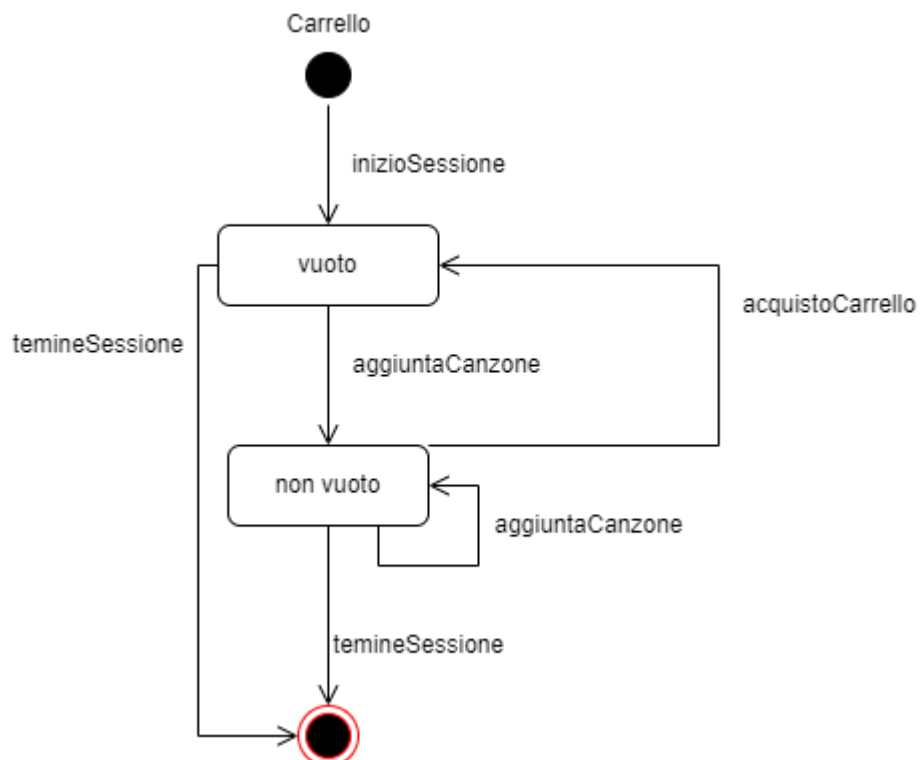 Carrello
inizioSessione
vuoto
acquistoCarrello
temineSessione
aggiuntaCanzone
non vuoto
aggiuntaCanzone
temineSessione